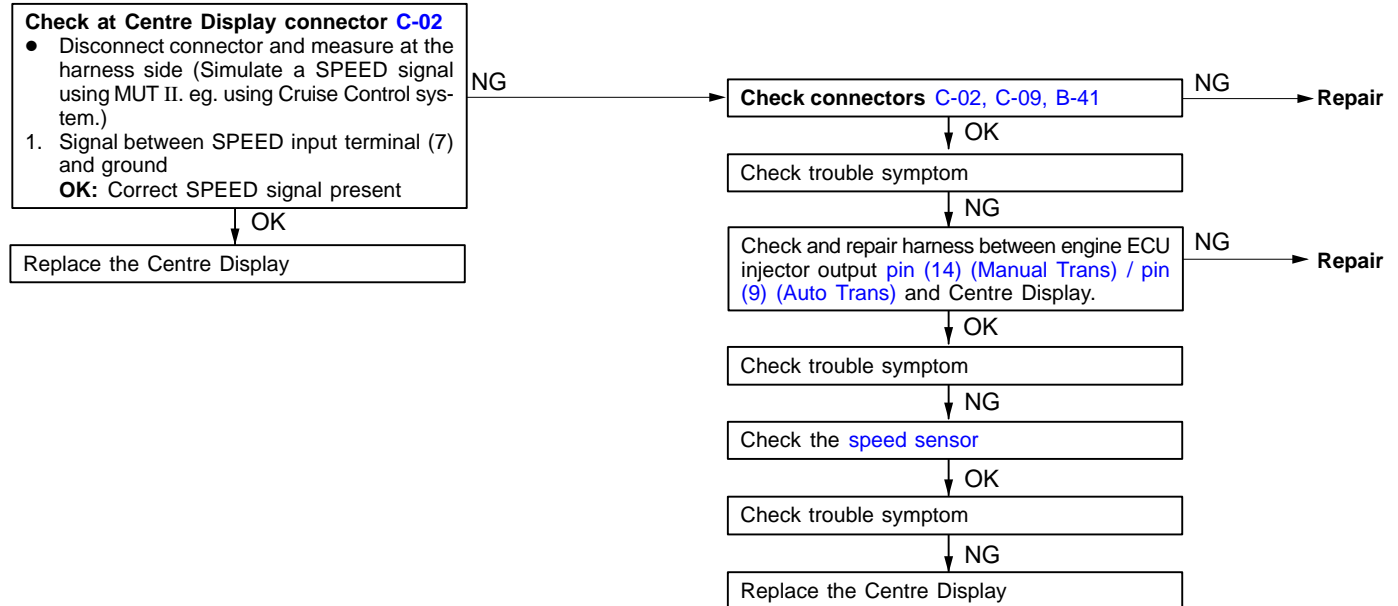 Check at Centre Display connector C-02
● Disconnect connector and measure at the
harness side (Simulate a SPEED signal
using MUT II. eg. using Cruise Control sys-
tem.)
1. Signal between SPEED input terminal (7)
and ground
OK: Correct SPEED signal present
OK
Replace the Centre Display
NG
Check connectors C-02, C-09, B-41
NG
Repair
OK
Check trouble symptom
NG
Check and repair harness between engine ECU
injector output pin (14) (Manual Trans) / pin
(9) (Auto Trans) and Centre Display.
NG
Repair
OK
Check trouble symptom
NG
Check the speed sensor
OK
Check trouble symptom
NG
Replace the Centre Display